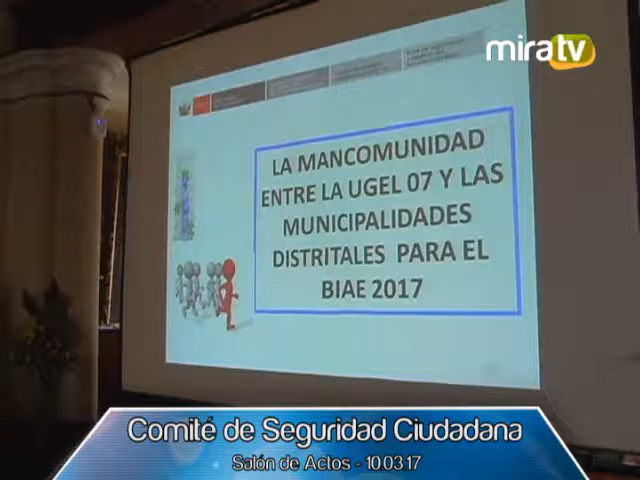 miratv
LA MANCOMUNIDAD
ENTRE LA UGEL 07 Y LAS
MUNICIPALIDADES
DISTRITALES PARA EL
BIAE 2017
Comité de Seguridad Ciudadana
Salón de Actos - 10.03.17